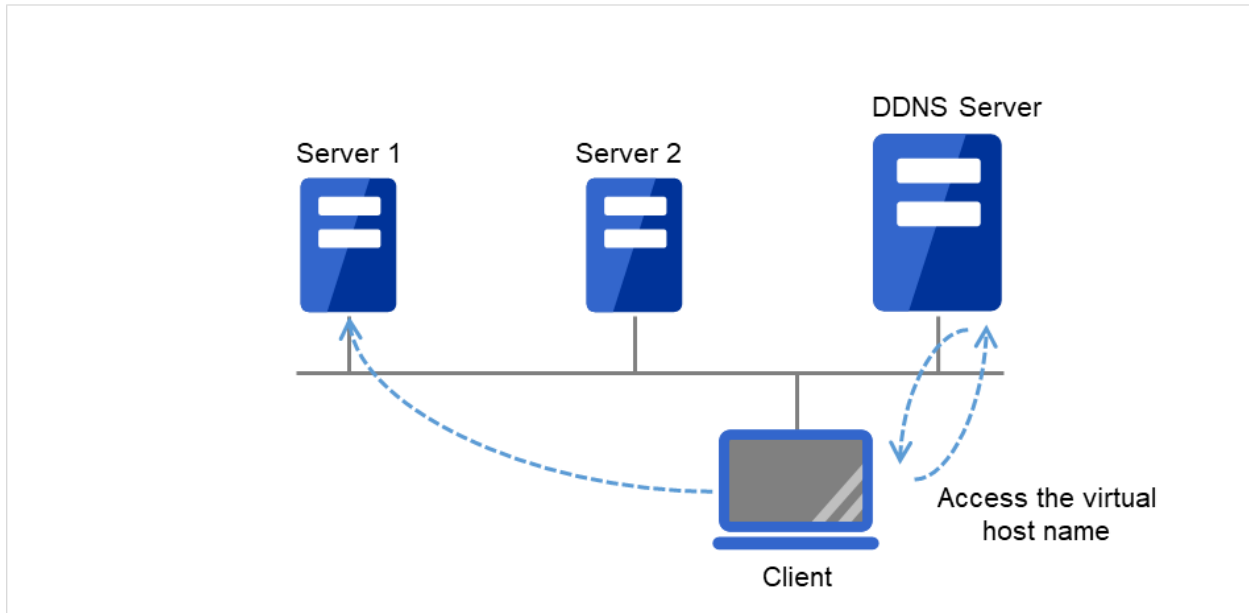 DDNS Server
Server 1
Server 2
Access the virtual
host name
Client